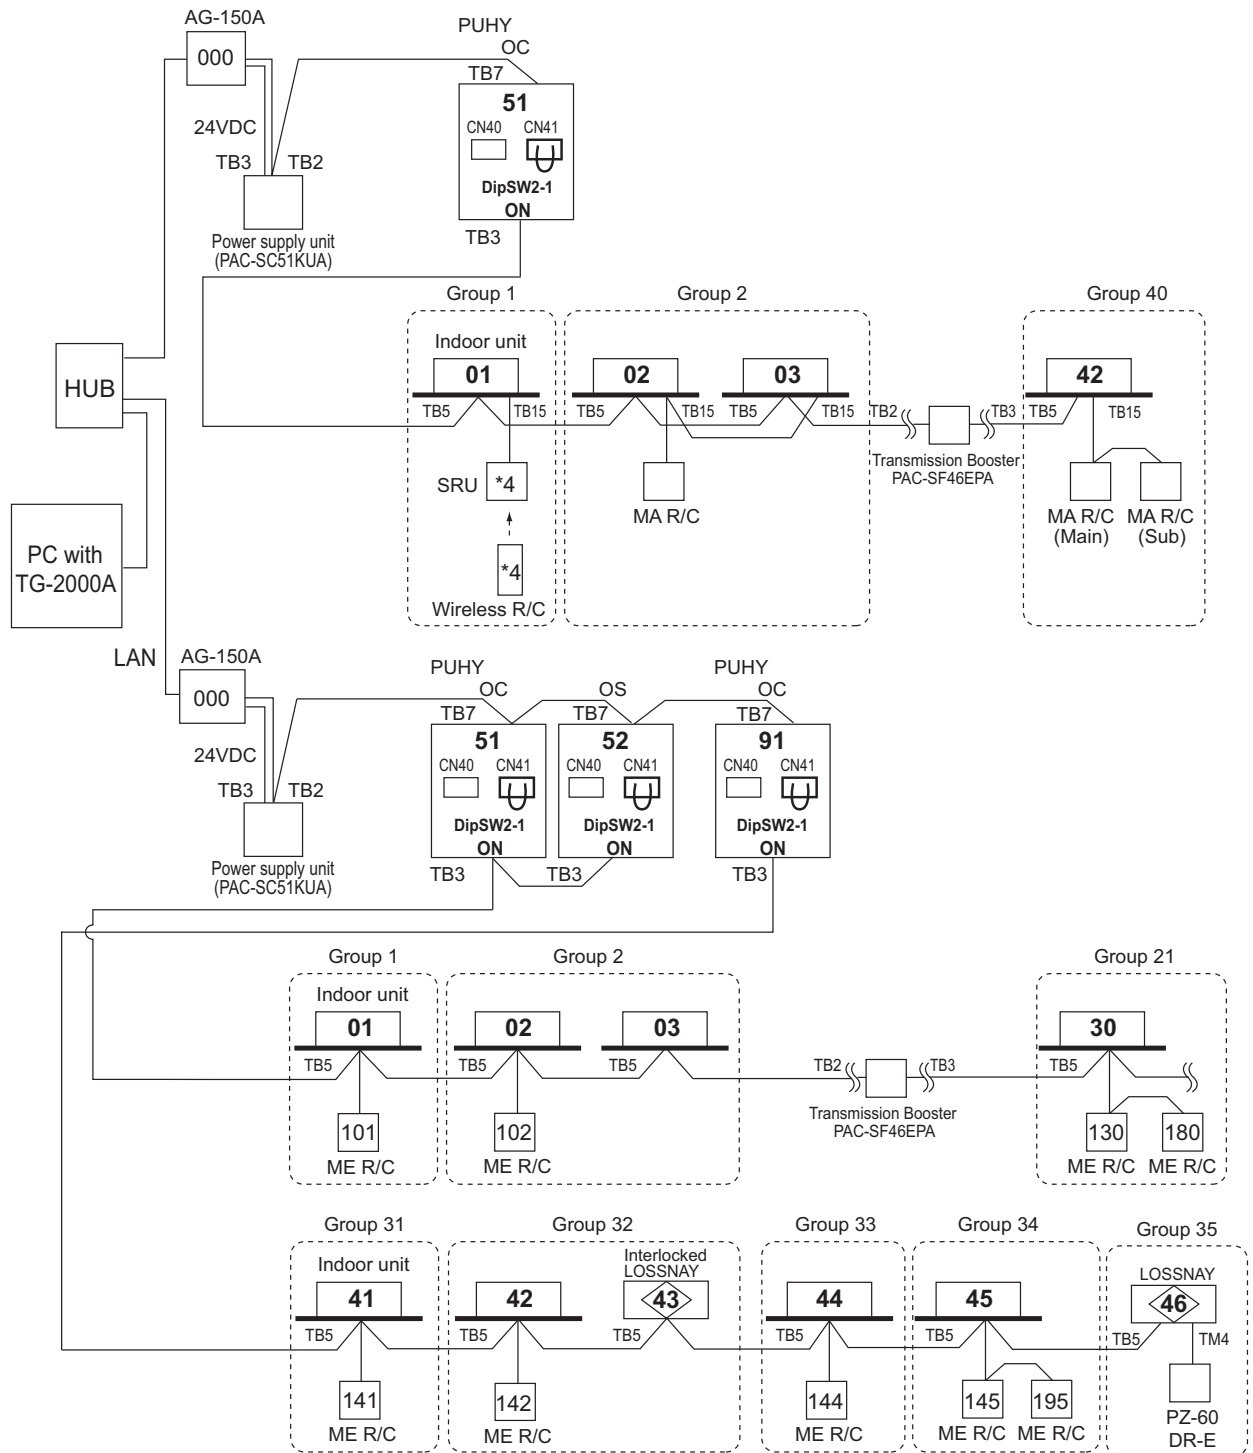 AG-150A
000
PUHY
OC
TB7
51
CN40 CN41
DipSW2-1
ON
TB3
24VDC
TB3 TB2
Power supply unit
(PAC-SC51KUA)
HUB
PC with
TG-2000A
LAN
Group 1
Indoor unit
01
TB5 TB15
SRU *4
*4
Wireless R/C
Group 2
02 03
TB5 TB15 TB5 TB15
MA R/C
TB2 TB3
Transmission Booster
PAC-SF46EPA
Group 40
42
TB5 TB15
MA R/C MA R/C
(Main) (Sub)
AG-150A
000
24VDC
TB3 TB2
Power supply unit
(PAC-SC51KUA)
PUHY PUHY
OC OS OC
TB7 TB7 TB7
51 52 91
CN40 CN41 CN40 CN41 CN40 CN41
DipSW2-1 DipSW2-1 DipSW2-1
ON ON ON
TB3 TB3 TB3
Group 1 Group 2 Group 21
Indoor unit
01 02 03 30
TB5 TB5 TB5 TB2 TB3 TB5
Transmission Booster
PAC-SF46EPA
101 102 130 180
ME R/C ME R/C ME R/C ME R/C
Group 31 Group 32 Group 33 Group 34 Group 35
Indoor unit
Interlocked
LOSSNAY
LOSSNAY
41 42 43 44 45 46
TB5 TB5 TB5 TB5 TB5 TB5 TM4
141 142 144 145 195
ME R/C ME R/C ME R/C ME R/C ME R/C
PZ-60
DR-E